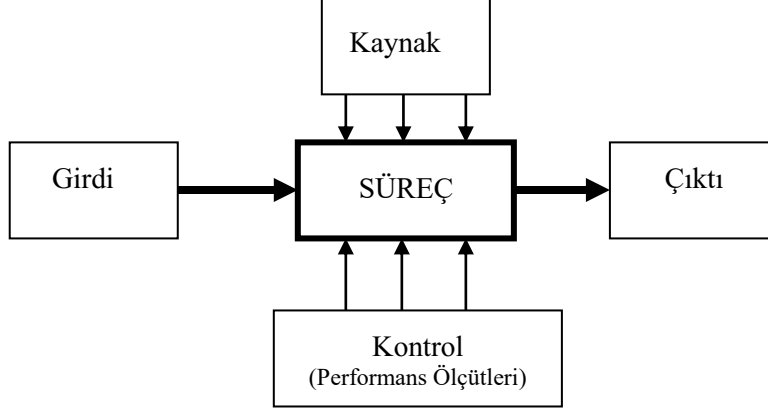 Kaynak
Girdi
SÜREÇ
Çıktı
Kontrol
(Performans Ölçütleri)